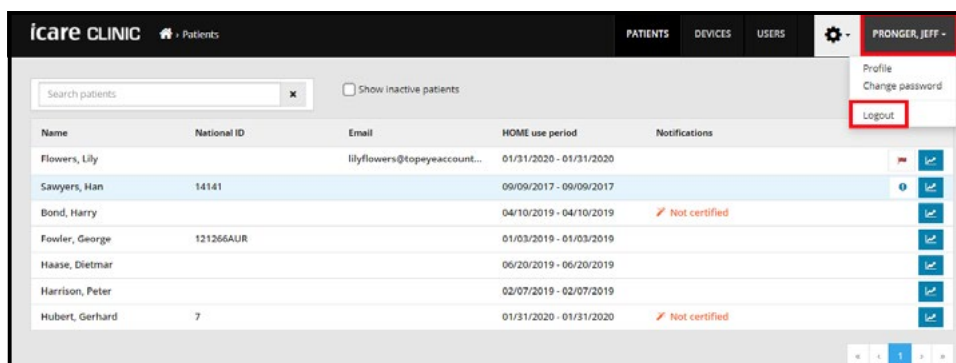 icare CLINIC › Patients PATIENTS DEVICES USERS PRONGER, JEFF
Profile
Search patients × Show inactive patients Change password
Logout
Name National ID Email HOME use period Notifications
Flowers, Lily lilyflowers@topeyeaccount... 01/31/2020 - 01/31/2020
Sawyers, Han 14141 09/09/2017 - 09/09/2017
Bond, Harry 04/10/2019 - 04/10/2019 Not certified
Fowler, George 121266AUR 01/03/2019 - 01/03/2019
Haase, Dietmar 06/20/2019 - 06/20/2019
Harrison, Peter 02/07/2019 - 02/07/2019
Hubert, Gerhard 7 01/31/2020 - 01/31/2020 Not certified
« ‹ 1 › »